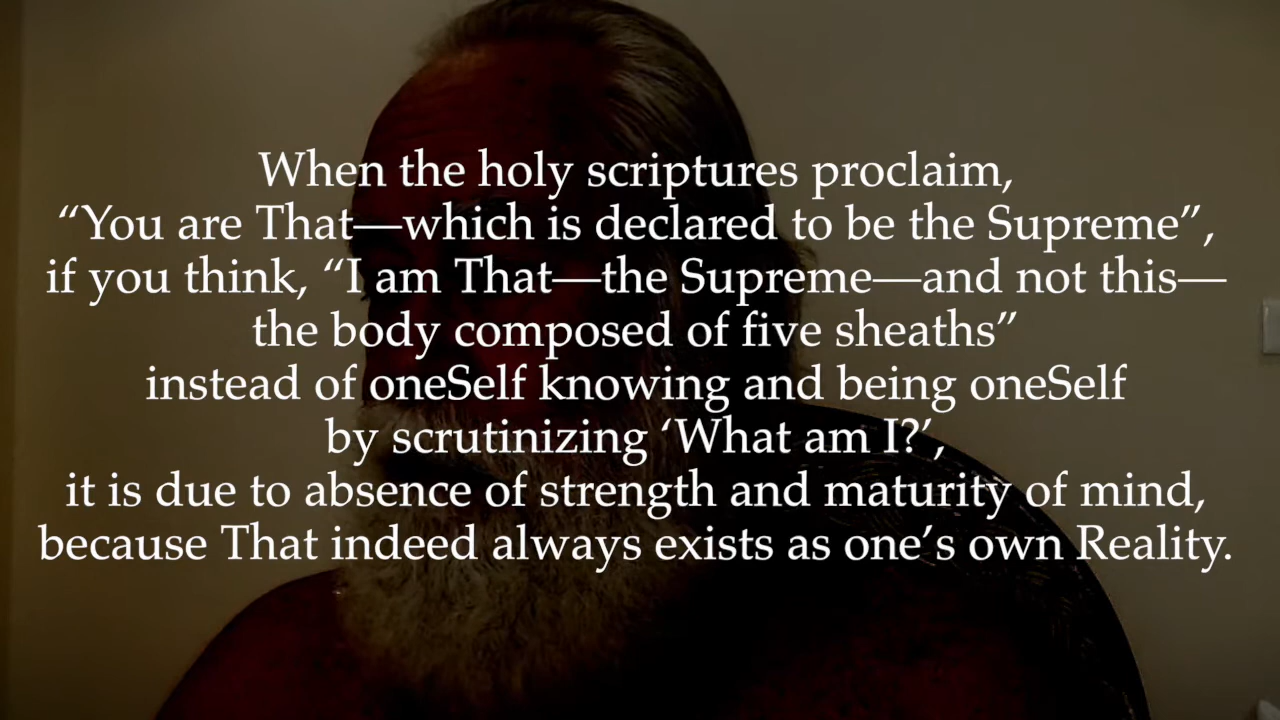 When the holy scriptures proclaim,
“You are That—which is declared to be the Supreme”,
if you think, “I am That—the Supreme—and not this—
the body composed of five sheaths”
instead of oneSelf knowing and being oneSelf
by scrutinizing ‘What am I?’,
it is due to absence of strength and maturity of mind,
because That indeed always exists as one’s own Reality.